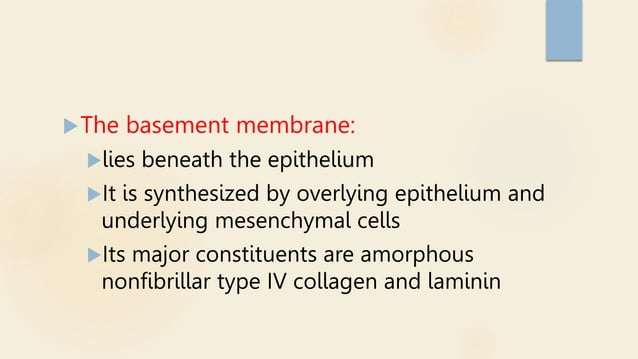 The basement membrane:
lies beneath the epithelium
It is synthesized by overlying epithelium and
underlying mesenchymal cells
Its major constituents are amorphous
nonfibrillar type IV collagen and laminin